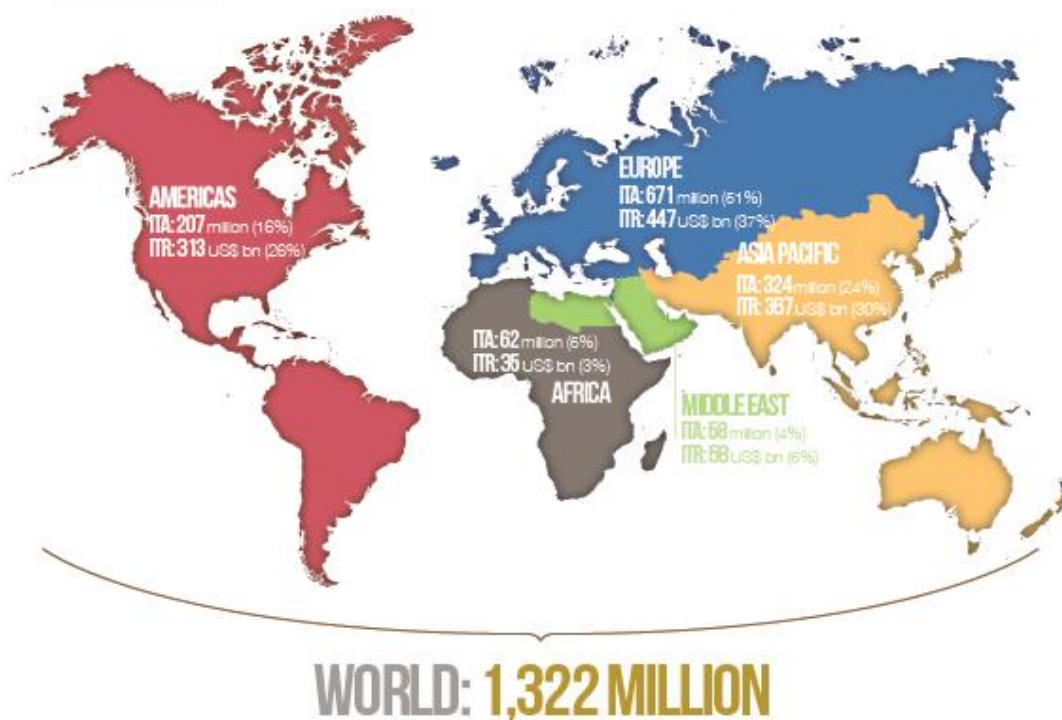 AMERICAS
ITA: 207 million (16%)
ITR: 313 US$ bn (26%)
EUROPE
ITA: 671 million (51%)
ITR: 447 US$ bn (37%)
ASIA PACIFIC
ITA: 324 million (24%)
ITR: 367 US$ bn (30%)
ITA: 62 million (5%)
ITR: 35 US$ bn (3%)
AFRICA
MIDDLE EAST
ITA: 58 million (4%)
ITR: 58 US$ bn (5%)
WORLD: 1,322 MILLION